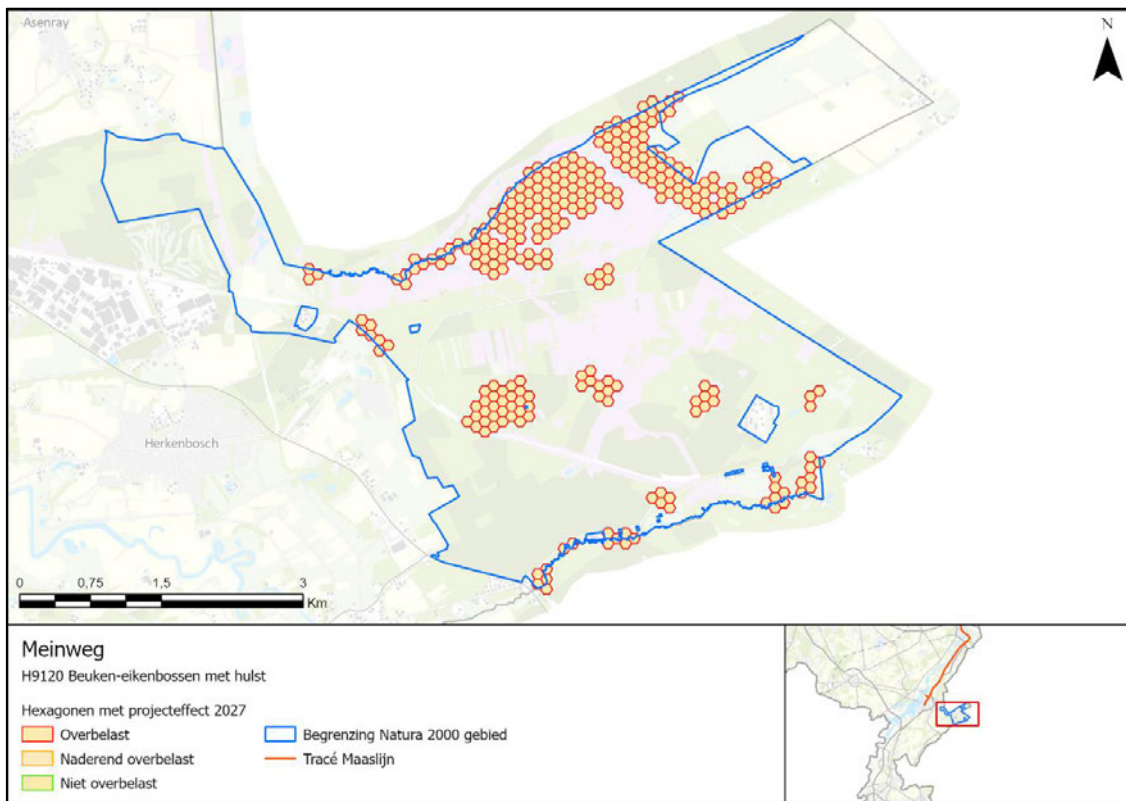 Asenray
N
Herkenbosch
0 0,75 1,5 3
Km
Meinweg
H9120 Beuken-eikenbossen met hulst
Hexagonen met projecteffect 2027
Overbelast
Begrenzing Natura 2000 gebied
Naderend overbelast
Tracé Maaslijn
Niet overbelast